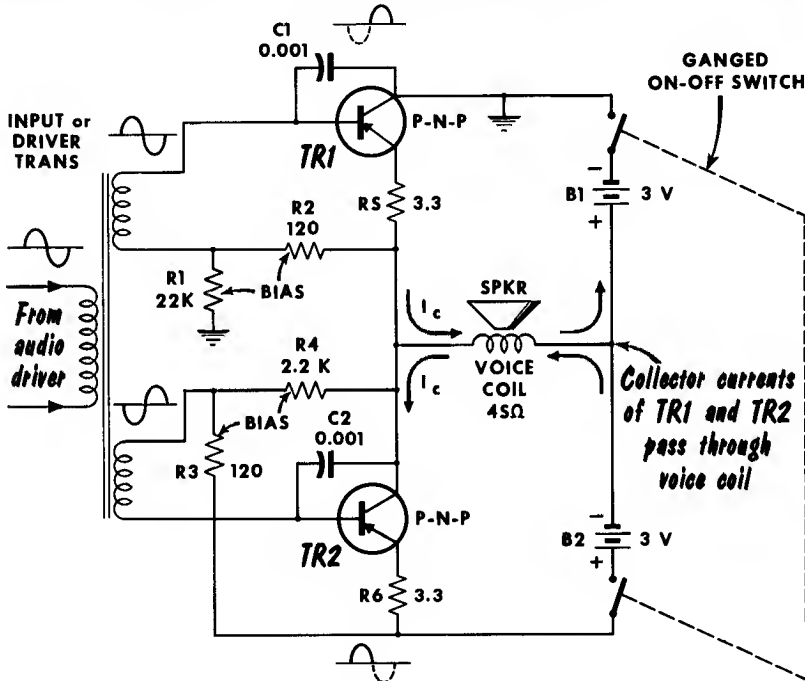 C1
0.001
GANGED
ON-OFF SWITCH
INPUT or
DRIVER
TRANS
P-N-P
TR1
RS
3.3
B1
3 V
−
+
R2
120
R1
22K
BIAS
SPKR
From
audio
driver
I c
R4
2.2 K
I c
VOICE
COIL
4SΩ
Collector currents
of TR1 and TR2
pass through
voice coil
BIAS
C2
0.001
R3
120
P-N-P
TR2
B2
3 V
−
+
R6
3.3